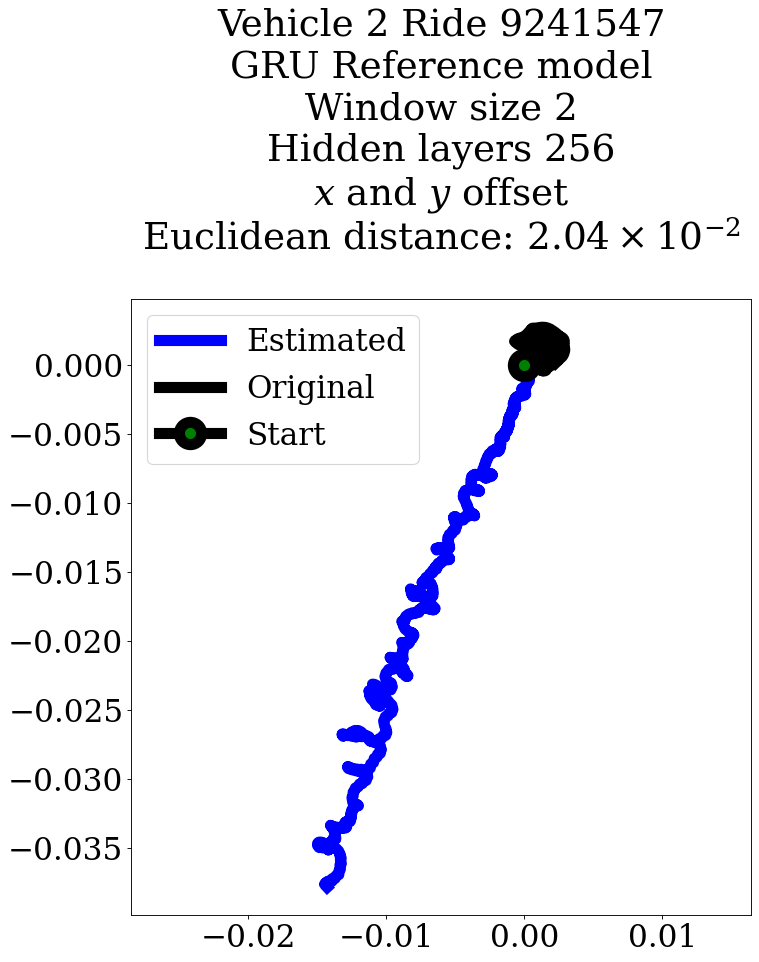 Vehicle 2 Ride 9241547
GRU Reference model
Window size 2
Hidden layers 256
x and y offset
Euclidean distance: 2.04 × 10⁻²
Estimated
Original
Start
0.000
−0.005
−0.010
−0.015
−0.020
−0.025
−0.030
−0.035
−0.02 −0.01 0.00 0.01